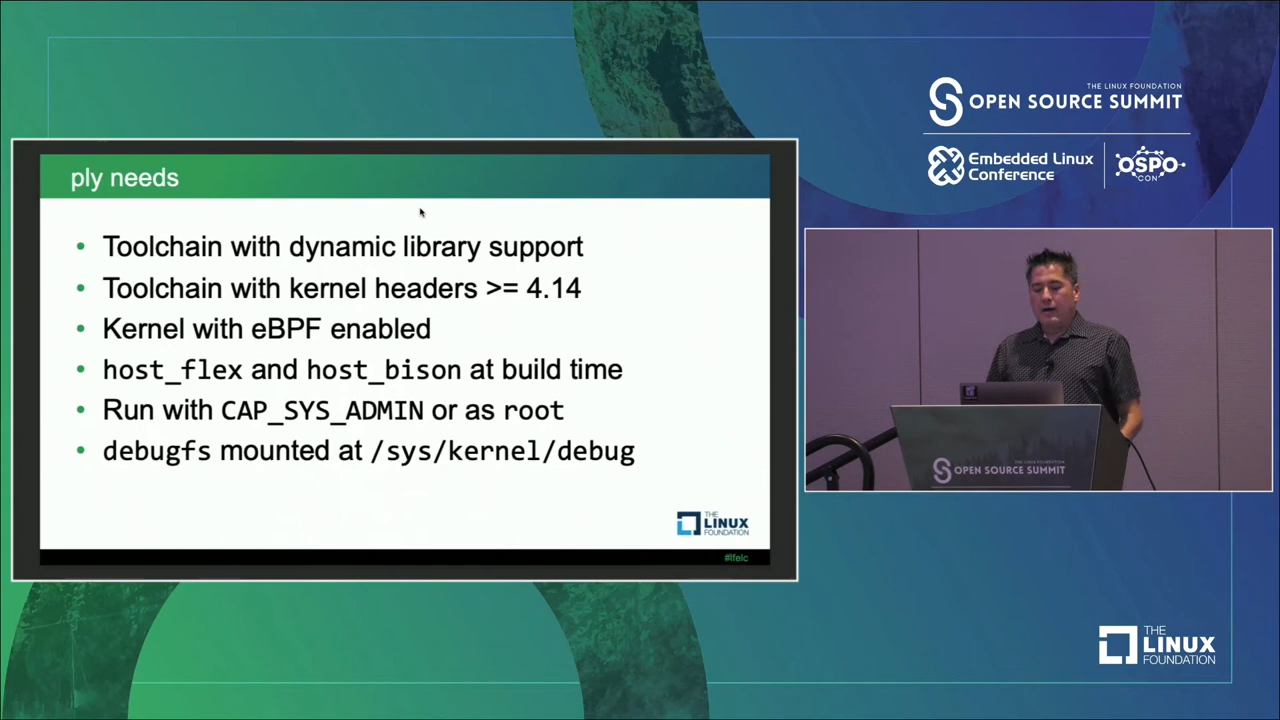 THE LINUX FOUNDATION
OPEN SOURCE SUMMIT
Embedded Linux
Conference
OSPO
CON
ply needs
• Toolchain with dynamic library support
• Toolchain with kernel headers >= 4.14
• Kernel with eBPF enabled
• host_flex and host_bison at build time
• Run with CAP_SYS_ADMIN or as root
• debugfs mounted at /sys/kernel/debug
THE
LINUX
FOUNDATION
#lfelc
OPEN SOURCE SUMMIT
THE
LINUX
FOUNDATION